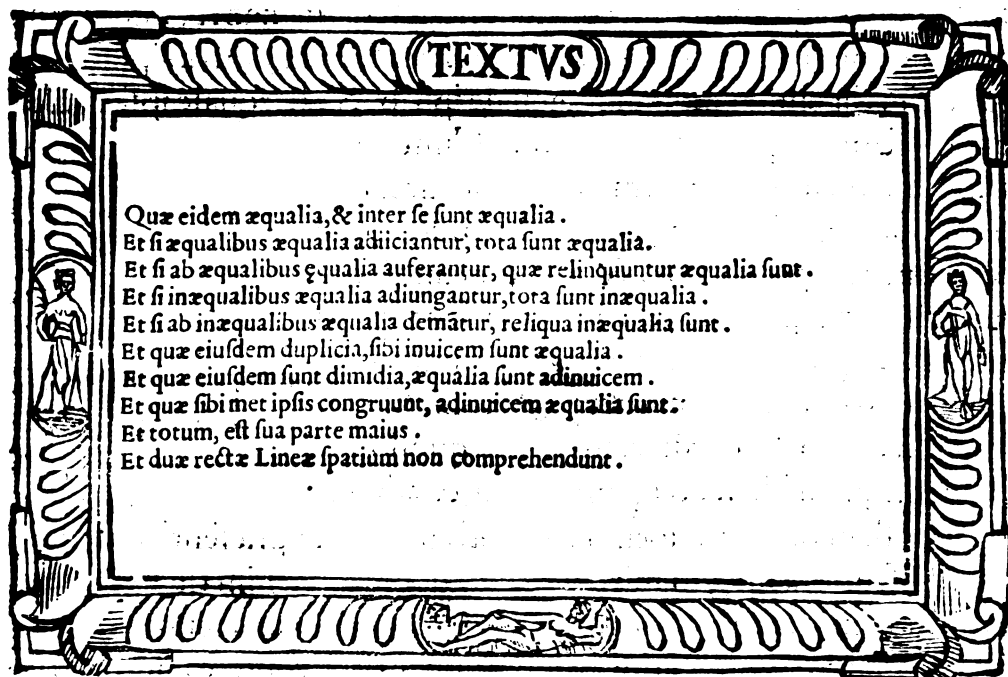 TEXTVS
Quæ eidem æqualia, & inter se sunt æqualia.
Et si æqualibus æqualia adiiciantur, tota sunt æqualia.
Et si ab æqualibus ęqualia auferantur, quæ relinquuntur æqualia sunt.
Et si inæqualibus æqualia adiungantur, tota sunt inæqualia.
Et si ab inæqualibus æqualia demãtur, reliqua inæqualia sunt.
Et quæ eiusdem duplicia, sibi inuicem sunt æqualia.
Et quæ eiusdem sunt dimidia, æqualia sunt adinuicem.
Et quæ sibi met ipsis congruunt, adinuicem æqualia sunt.
Et totum, est sua parte maius.
Et duæ rectæ Lineæ spatium non comprehendunt.